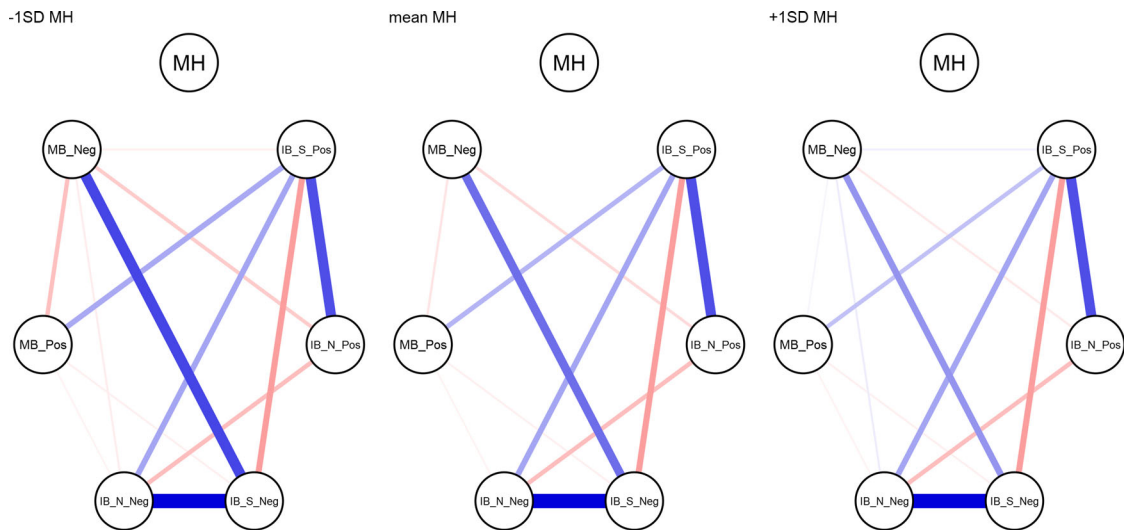 -1SD MH
MH
MB_Neg
IB_S_Pos
MB_Pos
IB_N_Pos
IB_N_Neg
IB_S_Neg
mean MH
MH
MB_Neg
IB_S_Pos
MB_Pos
IB_N_Pos
IB_N_Neg
IB_S_Neg
+1SD MH
MH
MB_Neg
IB_S_Pos
MB_Pos
IB_N_Pos
IB_N_Neg
IB_S_Neg